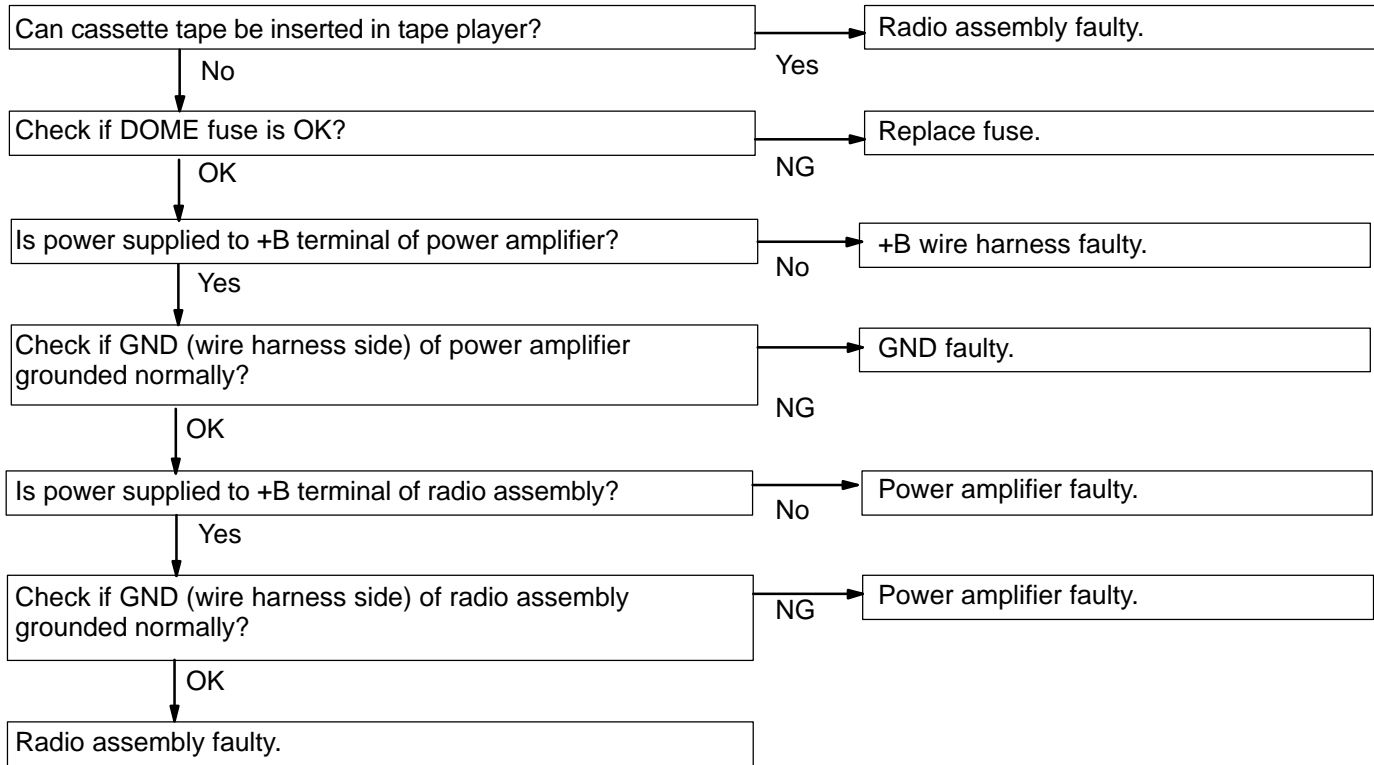 Can cassette tape be inserted in tape player?
Radio assembly faulty.
Yes
No
Check if DOME fuse is OK?
Replace fuse.
NG
OK
Is power supplied to +B terminal of power amplifier?
+B wire harness faulty.
No
Yes
Check if GND (wire harness side) of power amplifier
grounded normally?
GND faulty.
NG
OK
Is power supplied to +B terminal of radio assembly?
Power amplifier faulty.
No
Yes
Check if GND (wire harness side) of radio assembly
grounded normally?
Power amplifier faulty.
NG
OK
Radio assembly faulty.